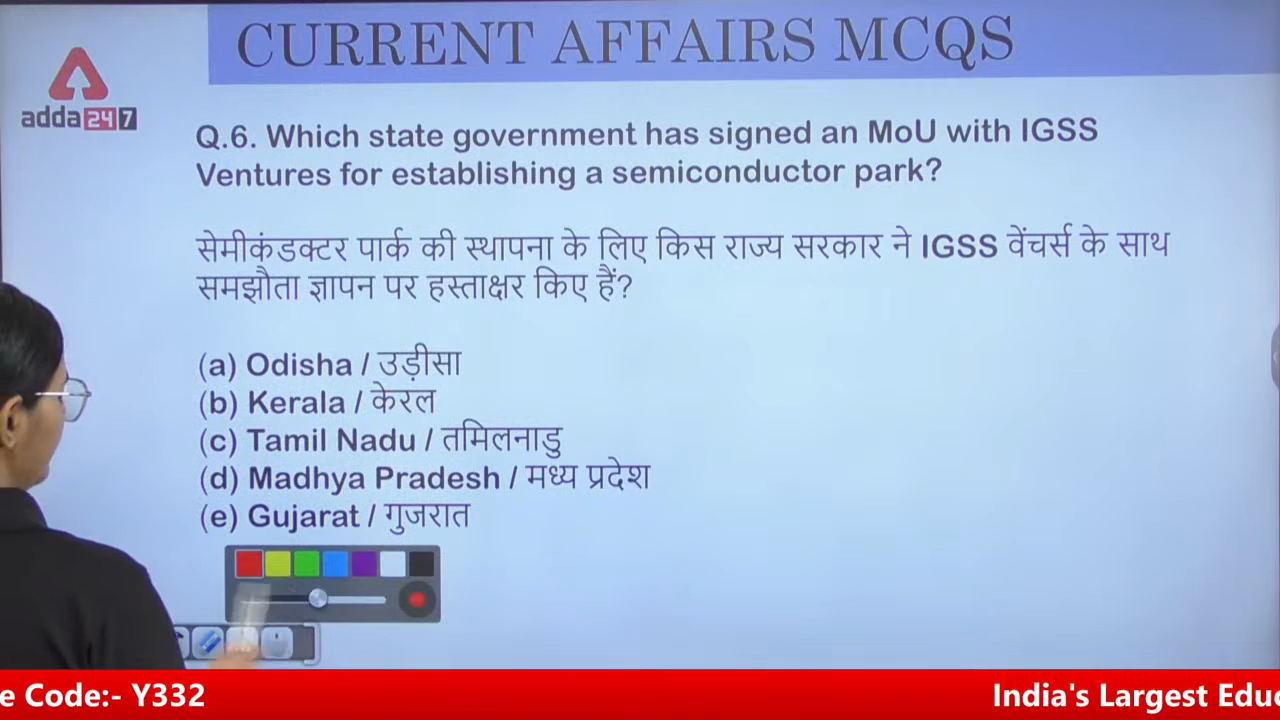 CURRENT AFFAIRS MCQS
adda247
Q.6. Which state government has signed an MoU with IGSS
Ventures for establishing a semiconductor park?
सेमीकंडक्टर पार्क की स्थापना के लिए किस राज्य सरकार ने IGSS वेंचर्स के साथ
समझौता ज्ञापन पर हस्ताक्षर किए हैं?
(a) Odisha / उड़ीसा
(b) Kerala / केरल
(c) Tamil Nadu / तमिलनाडु
(d) Madhya Pradesh / मध्य प्रदेश
(e) Gujarat / गुजरात
e Code:- Y332
India's Largest Educ